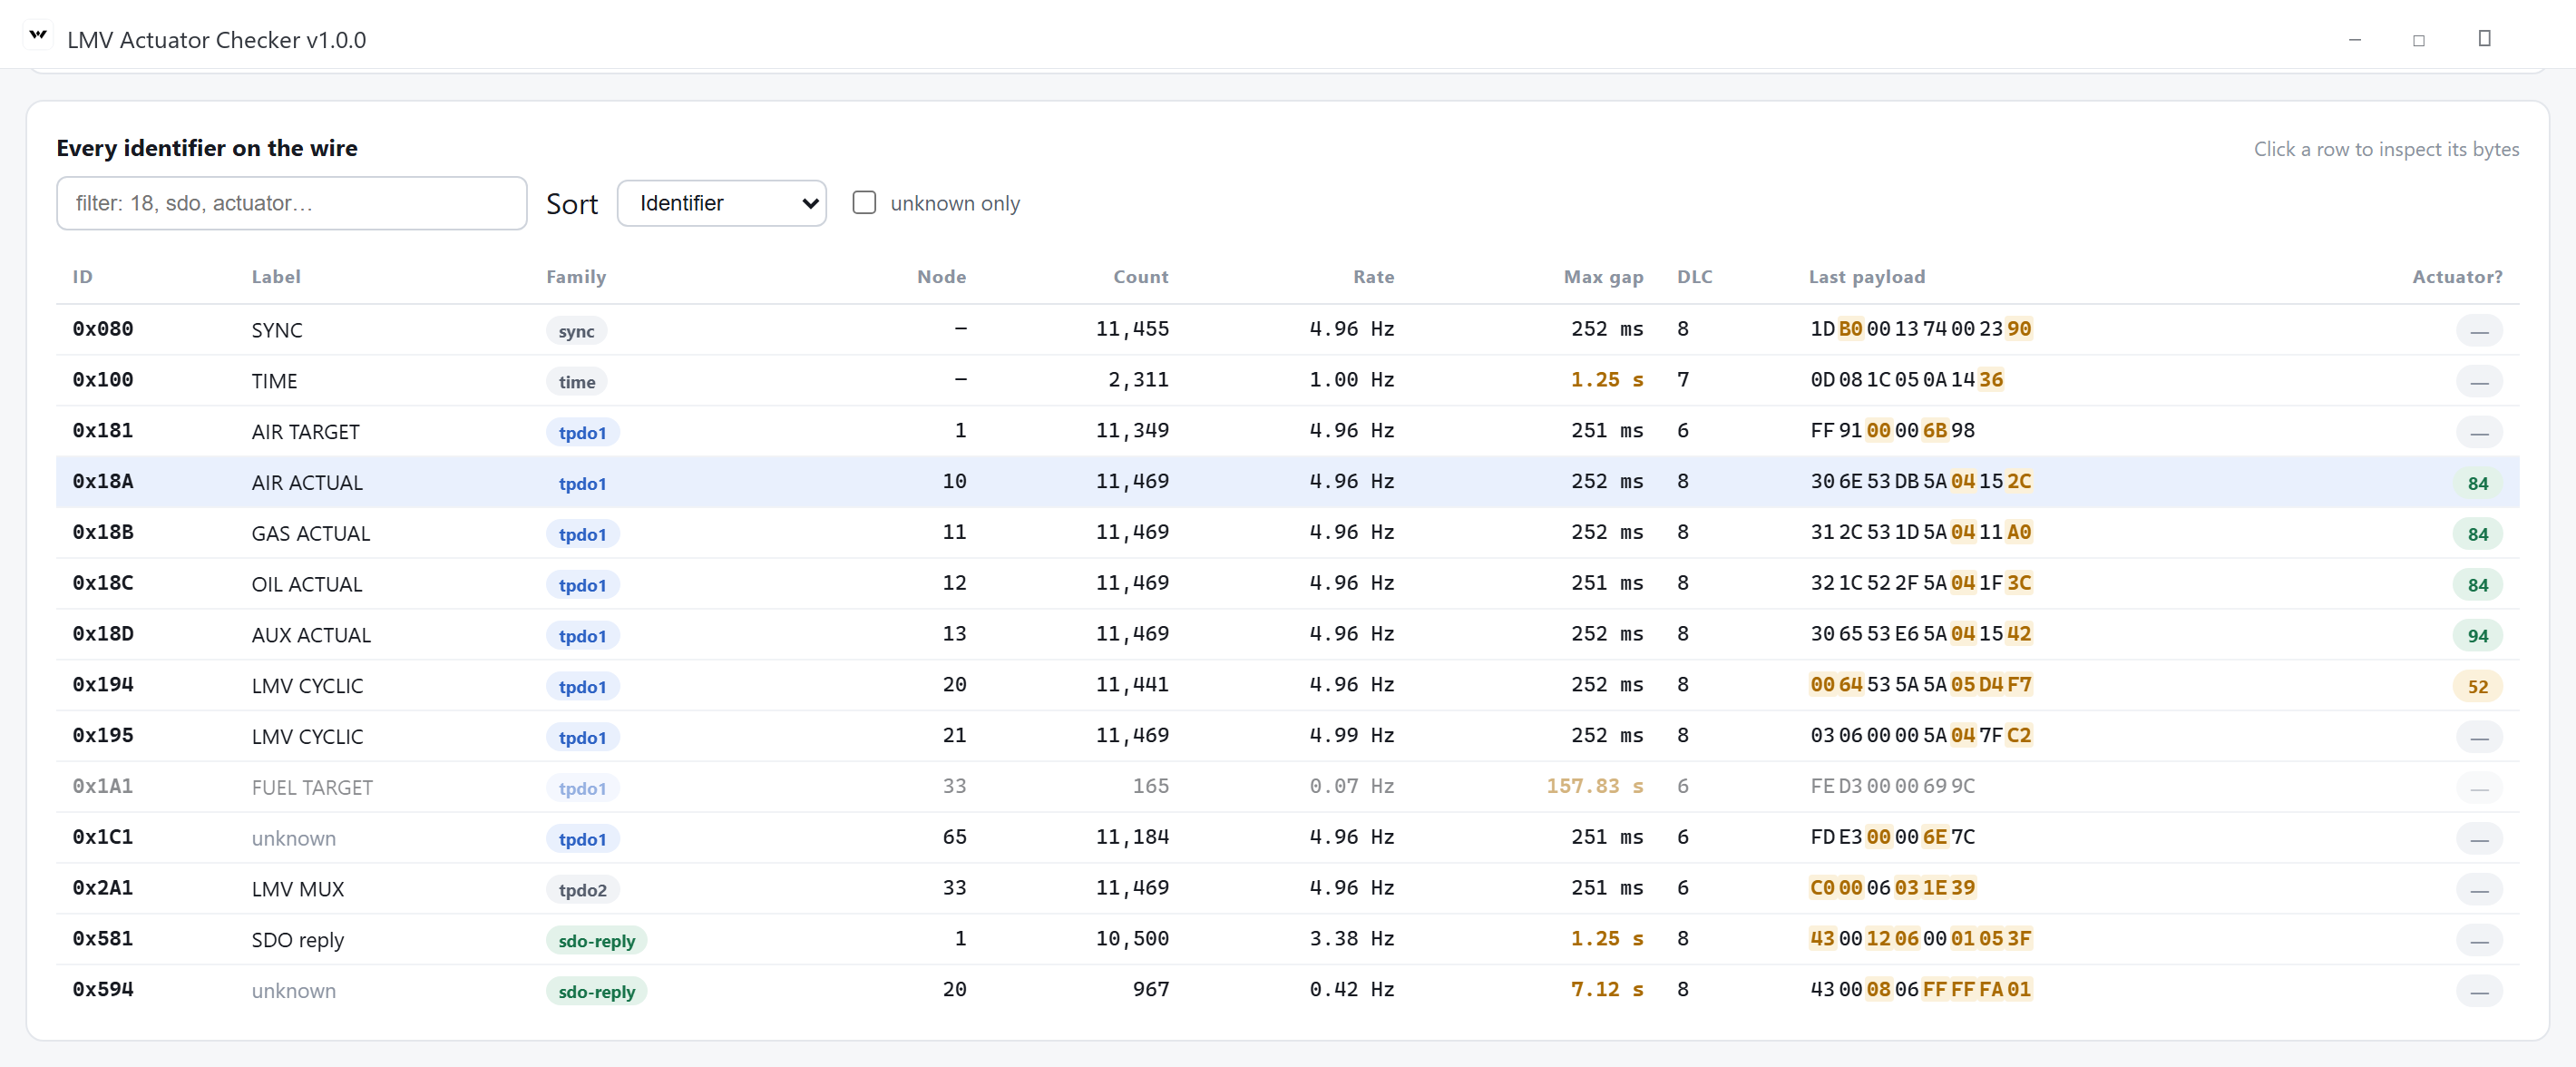 LMV Actuator Checker v1.0.0
Every identifier on the wire
Click a row to inspect its bytes
filter: 18, sdo, actuator…
Sort
Identifier
unknown only
ID Label Family Node Count Rate Max gap DLC Last payload Actuator?
0x080 SYNC sync – 11,455 4.96 Hz 252 ms 8 1D B0 00 13 74 00 23 90 —
0x100 TIME time – 2,311 1.00 Hz 1.25 s 7 0D 08 1C 05 0A 14 36 —
0x181 AIR TARGET tpdo1 1 11,349 4.96 Hz 251 ms 6 FF 91 00 00 6B 98 —
0x18A AIR ACTUAL tpdo1 10 11,469 4.96 Hz 252 ms 8 30 6E 53 DB 5A 04 15 2C 84
0x18B GAS ACTUAL tpdo1 11 11,469 4.96 Hz 252 ms 8 31 2C 53 1D 5A 04 11 A0 84
0x18C OIL ACTUAL tpdo1 12 11,469 4.96 Hz 251 ms 8 32 1C 52 2F 5A 04 1F 3C 84
0x18D AUX ACTUAL tpdo1 13 11,469 4.96 Hz 252 ms 8 30 65 53 E6 5A 04 15 42 94
0x194 LMV CYCLIC tpdo1 20 11,441 4.96 Hz 252 ms 8 00 64 53 5A 5A 05 D4 F7 52
0x195 LMV CYCLIC tpdo1 21 11,469 4.99 Hz 252 ms 8 03 06 00 00 5A 04 7F C2 —
0x1A1 FUEL TARGET tpdo1 33 165 0.07 Hz 157.83 s 6 FE D3 00 00 69 9C —
0x1C1 unknown tpdo1 65 11,184 4.96 Hz 251 ms 6 FD E3 00 00 6E 7C —
0x2A1 LMV MUX tpdo2 33 11,469 4.96 Hz 251 ms 6 C0 00 06 03 1E 39 —
0x581 SDO reply sdo-reply 1 10,500 3.38 Hz 1.25 s 8 43 00 12 06 00 01 05 3F —
0x594 unknown sdo-reply 20 967 0.42 Hz 7.12 s 8 43 00 08 06 FF FF FA 01 —